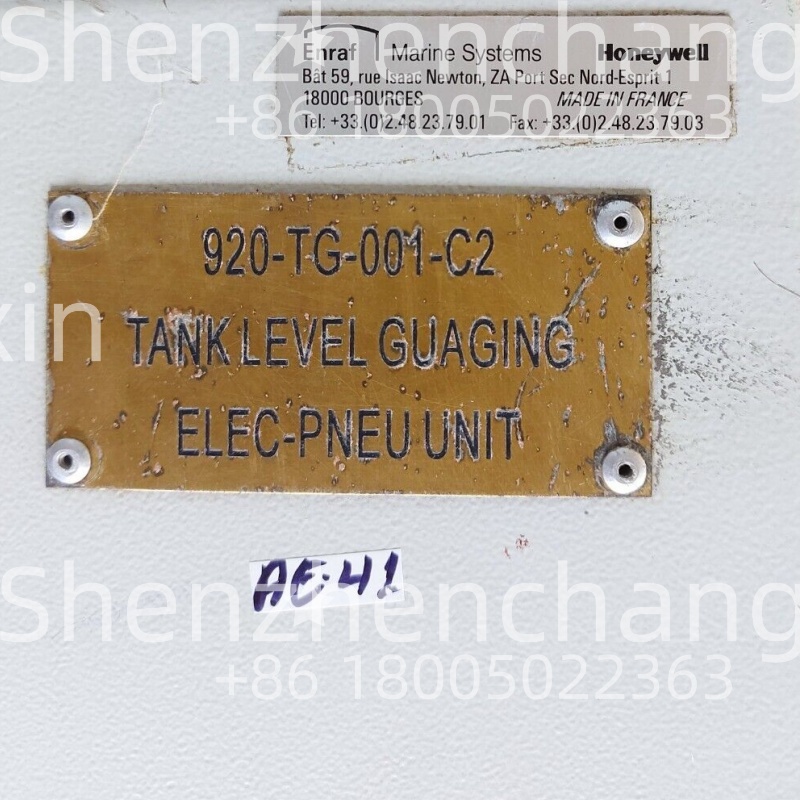 Shenzhenchang
Enraf Marine Systems Honeywell
Bât 59, rue Isaac Newton, ZA Port Sec Nord-Esprit 1
18000 BOURGES MADE IN FRANCE
+86 18005022363
Tel: +33.(0)2.48.23.79.01 Fax: +33.(0)2.48.23.79.03
920-TG-001-C2
xin
TANK LEVEL GUAGING
ELEC-PNEU UNIT
AE-41
Shenzhenchang
+86 18005022363